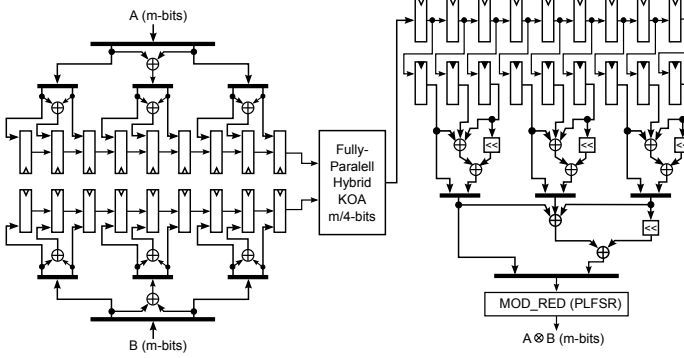 A (m-bits)
Fully-
Paralell
Hybrid
KOA
m/4-bits
B (m-bits)
<<
<<
<<
<<
MOD_RED (PLFSR)
A⊗B (m-bits)